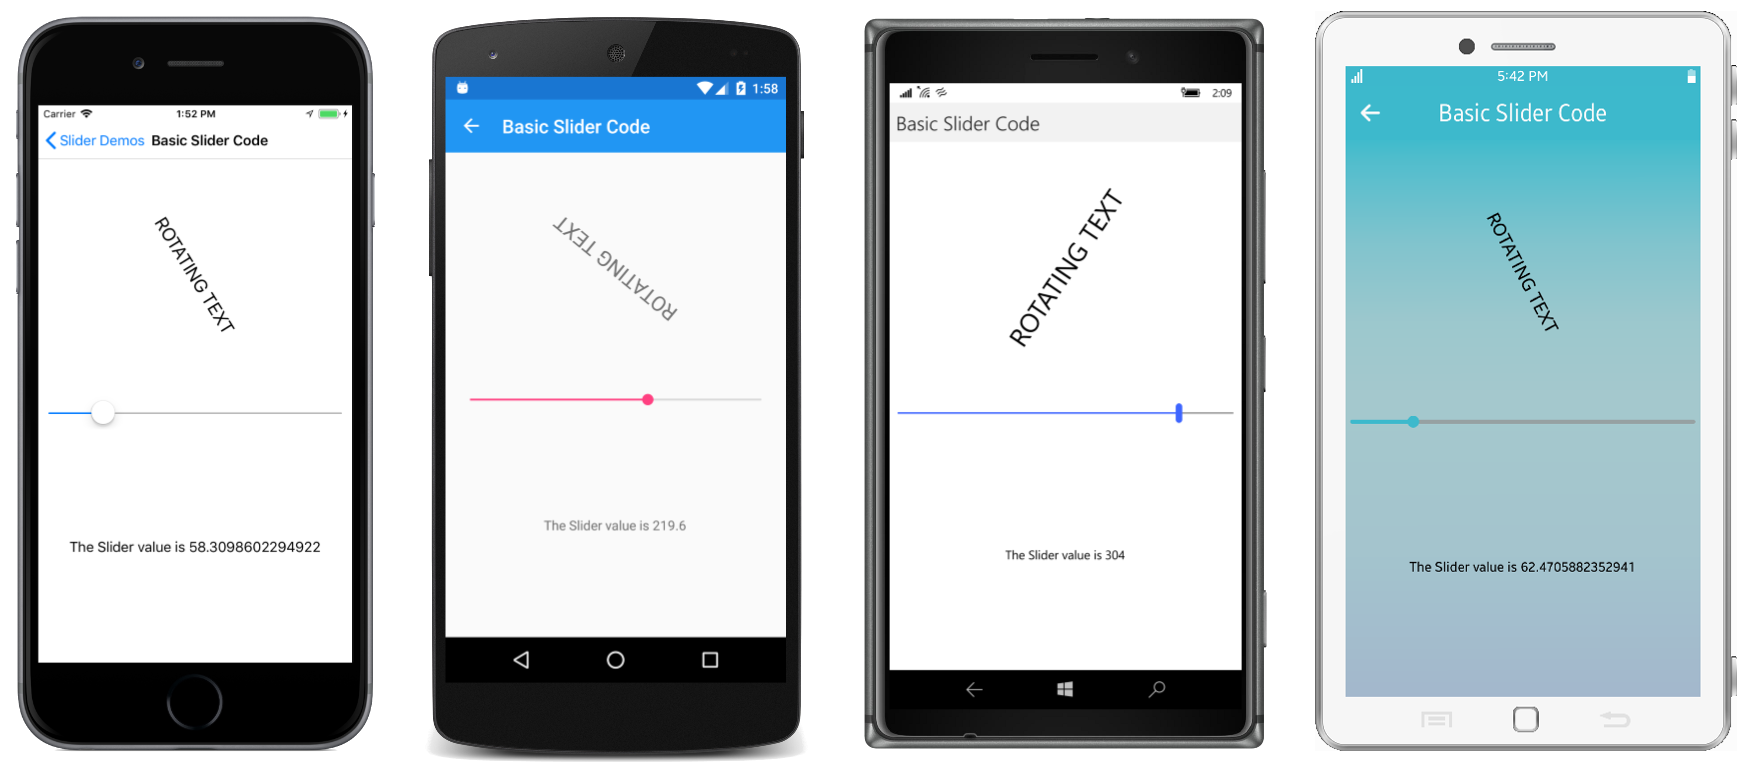 Carrier
1:52 PM
Slider Demos Basic Slider Code
ROTATING TEXT
The Slider value is 58.3098602294922
1:58
Basic Slider Code
ROTATING TEXT
The Slider value is 219.6
2:09
Basic Slider Code
ROTATING TEXT
The Slider value is 304
5:42 PM
Basic Slider Code
ROTATING TEXT
The Slider value is 62.4705882352941